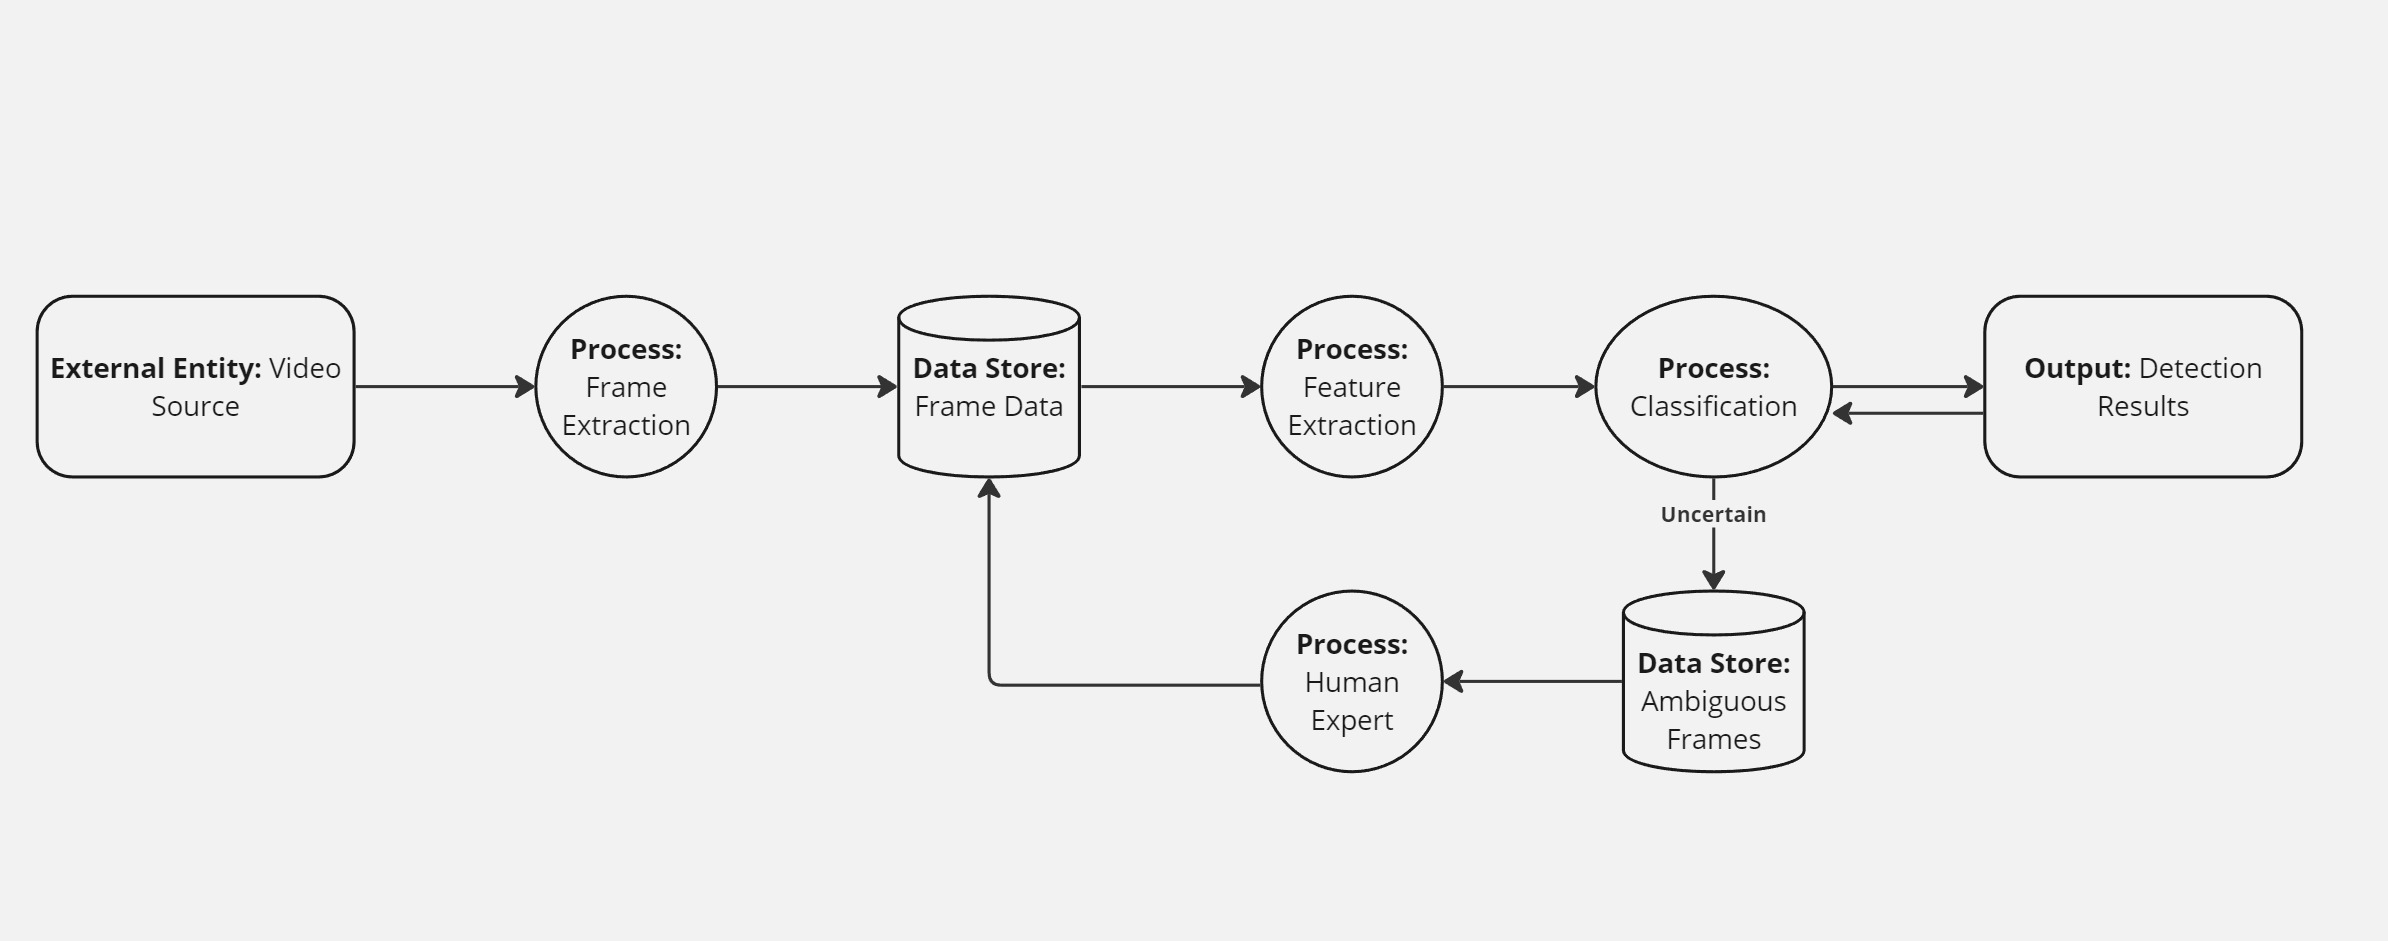 External Entity: Video
Source
Process:
Frame
Extraction
Data Store:
Frame Data
Process:
Feature
Extraction
Process:
Classification
Output: Detection
Results
Uncertain
Process:
Human
Expert
Data Store:
Ambiguous
Frames